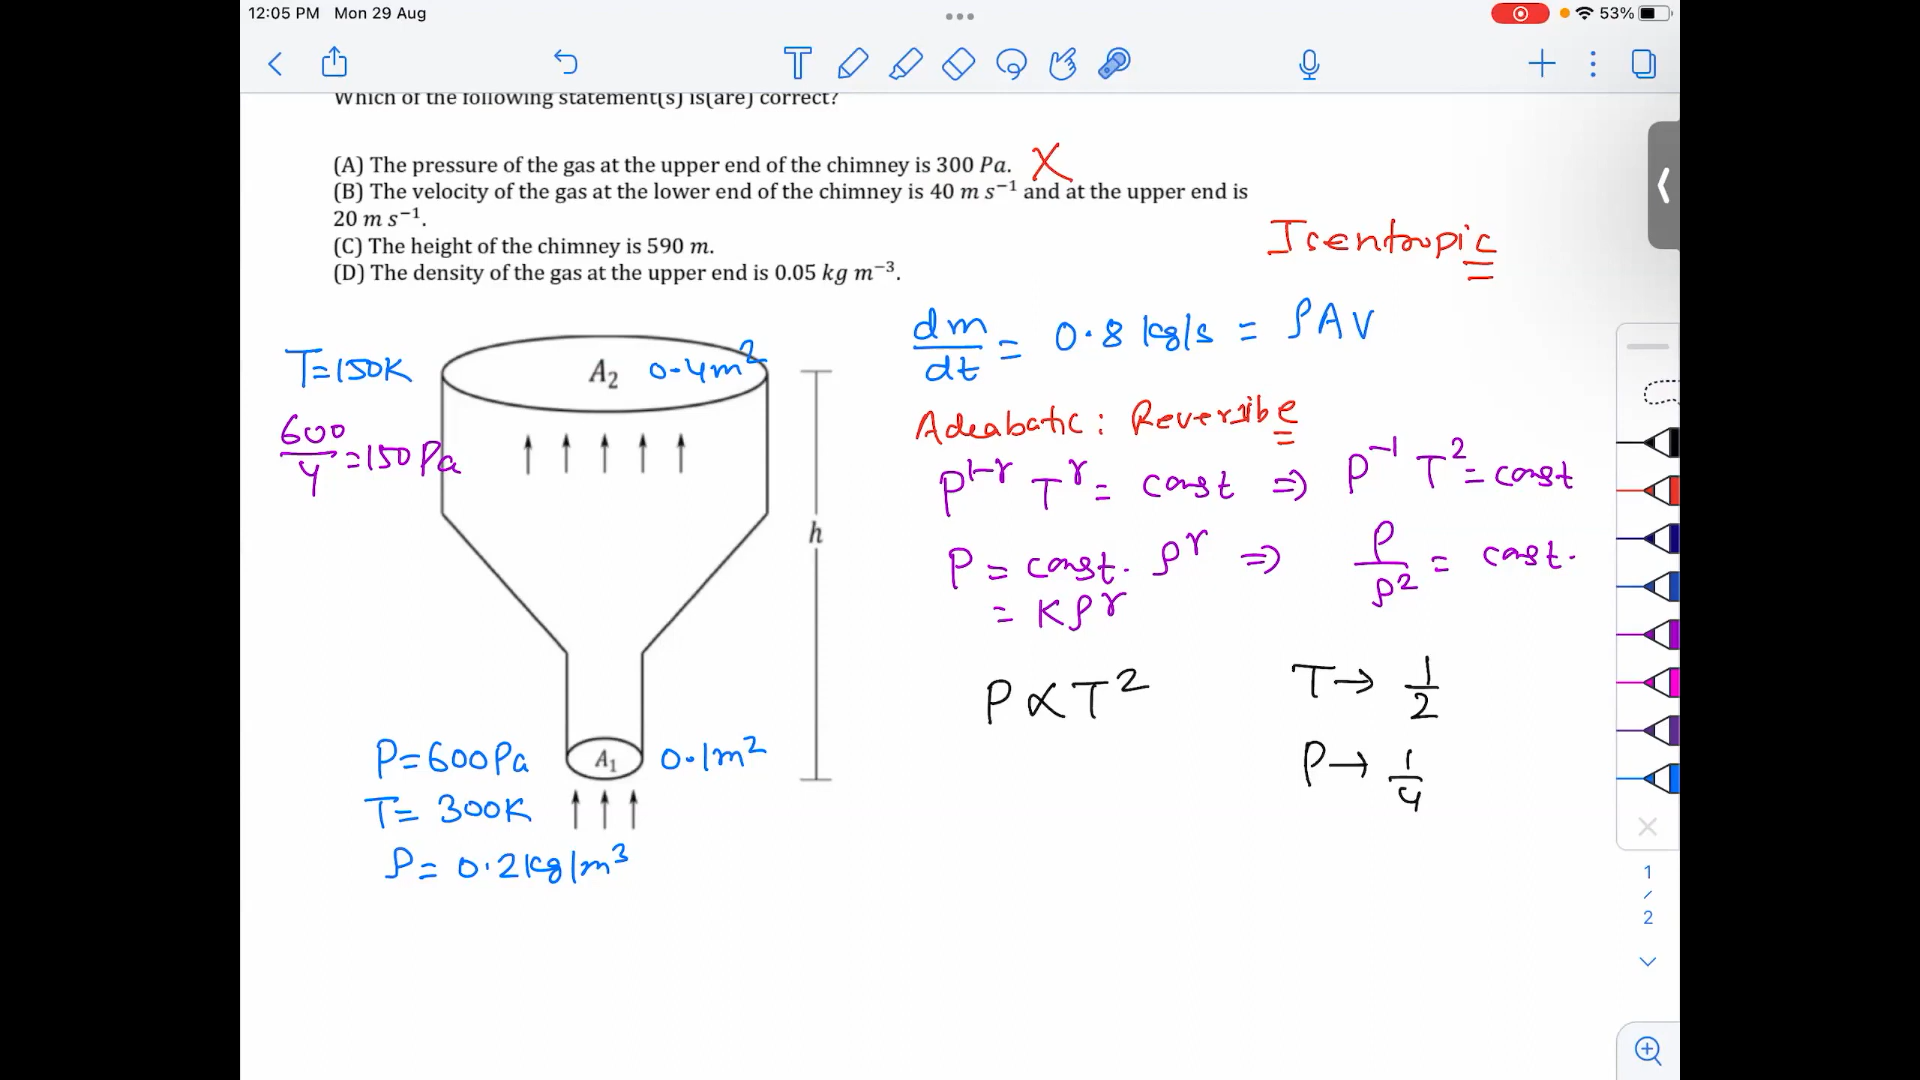 12:05 PM Mon 29 Aug
53%
Which of the following statement(s) is(are) correct?
(A) The pressure of the gas at the upper end of the chimney is 300 Pa. X
(B) The velocity of the gas at the lower end of the chimney is 40 m s⁻¹ and at the upper end is
20 m s⁻¹.
(C) The height of the chimney is 590 m.
(D) The density of the gas at the upper end is 0.05 kg m⁻³.
Isentropic
dm/dt = 0.8 kg/s = ρAV
T=150K
A₂ 0.4m²
600/4 =150 Pa
Adeabatic: Reversibe
P^1-γ T^γ = const ⇒ P⁻¹ T² = const
h
P = const. ρ^γ ⇒ P/ρ² = const.
= Kρ^γ
P ∝ T²
T → 1/2
P → 1/4
P=600Pa
A₁ 0.1m²
T= 300K
ρ= 0.2kg/m³
1
/
2